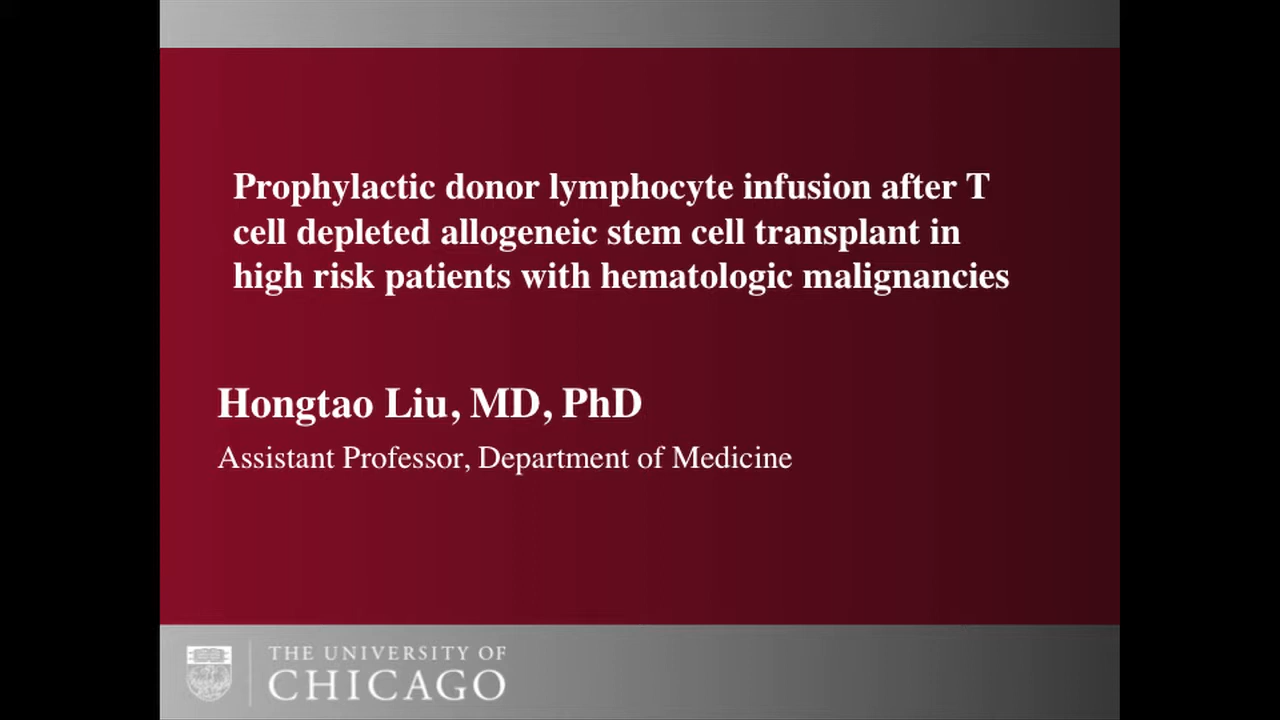 Prophylactic donor lymphocyte infusion after T
cell depleted allogeneic stem cell transplant in
high risk patients with hematologic malignancies
Hongtao Liu, MD, PhD
Assistant Professor, Department of Medicine
THE UNIVERSITY OF
CHICAGO